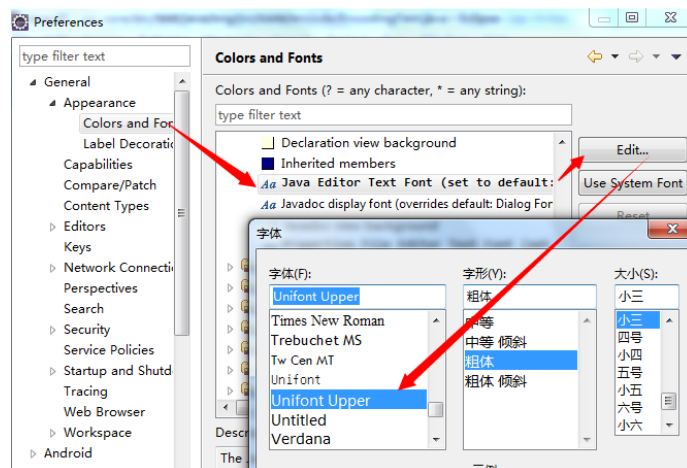 Preferences
type filter text
General
Appearance
Colors and For
Label Decoratio
Capabilities
Compare/Patch
Content Types
Editors
Keys
Network Connecti
Perspectives
Search
Security
Service Policies
Startup and Shutd
Tracing
Web Browser
Workspace
Android
Colors and Fonts
Colors and Fonts (? = any character, * = any string):
type filter text
Declaration view background
Inherited members
Aa Java Editor Text Font (set to default:
Aa Javadoc display font (overrides default: Dialog For
Edit...
Use System Font
Reset
Descr
The
字体
字体(F):
Unifont Upper
Times New Roman
Trebuchet MS
Tw Cen MT
Unifont
Unifont Upper
Untitled
Verdana
字形(Y):
粗体
中等
中等 倾斜
粗体
粗体 倾斜
大小(S):
小三
小三
四号
小四
五号
小五
六号
小六